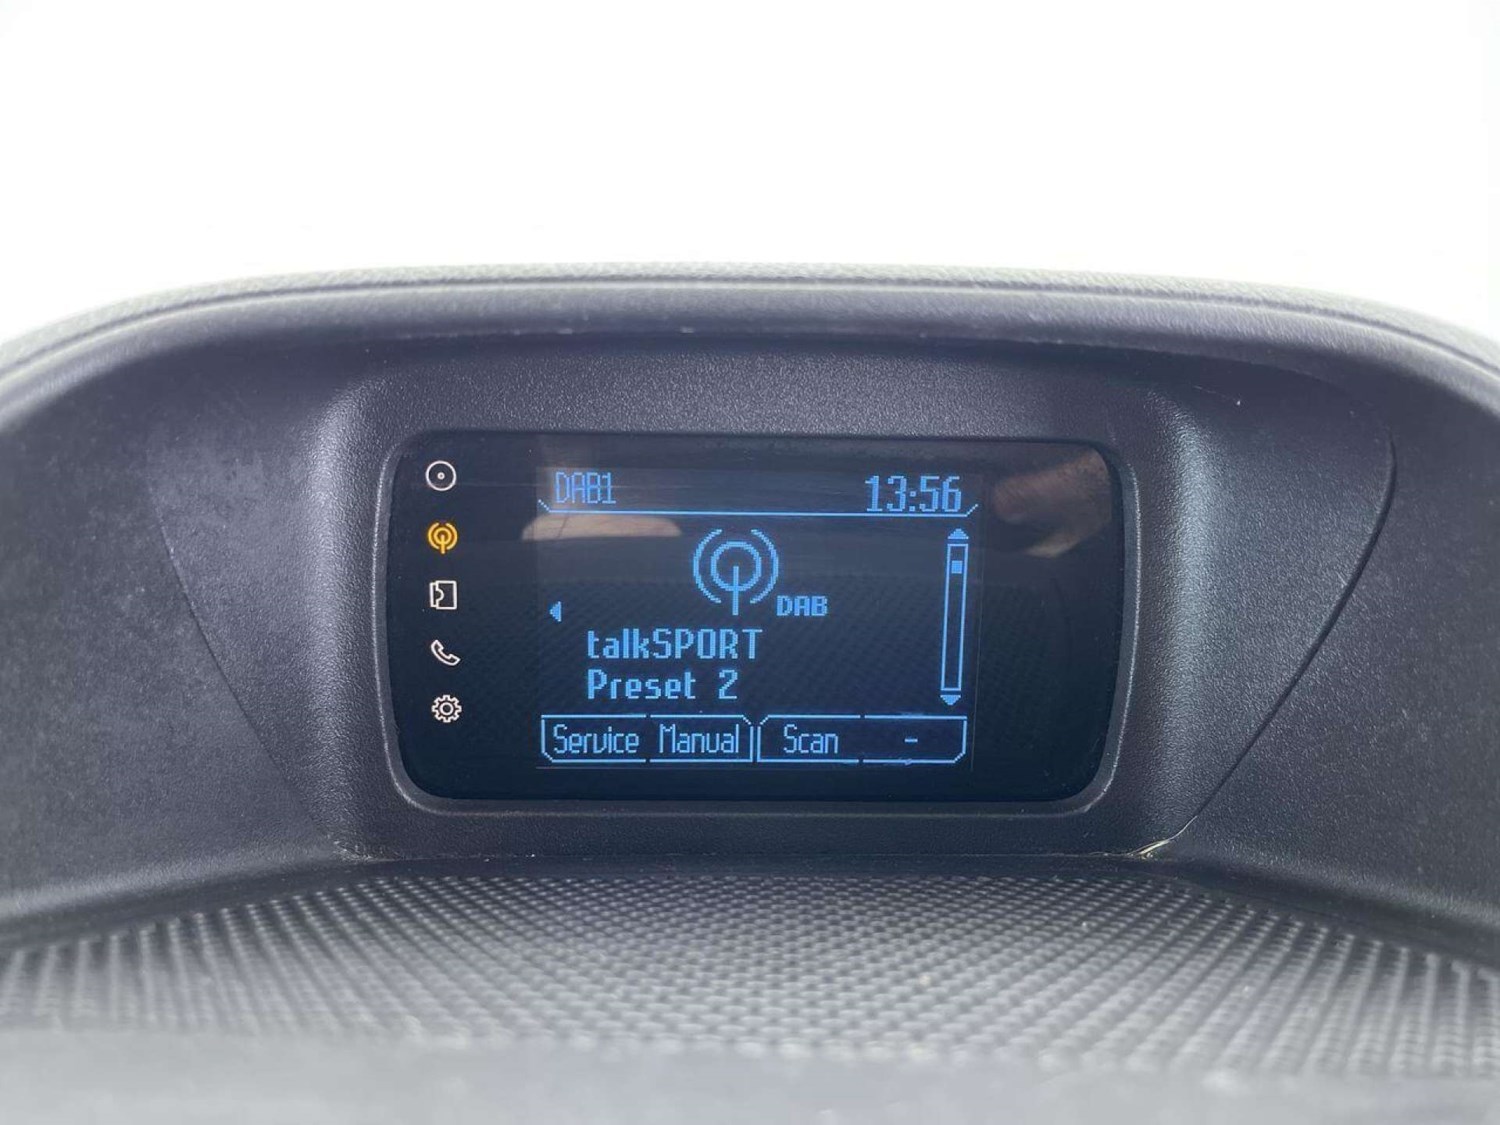 DAB1 13:56
DAB
talkSPORT
Preset 2
Service Manual Scan -